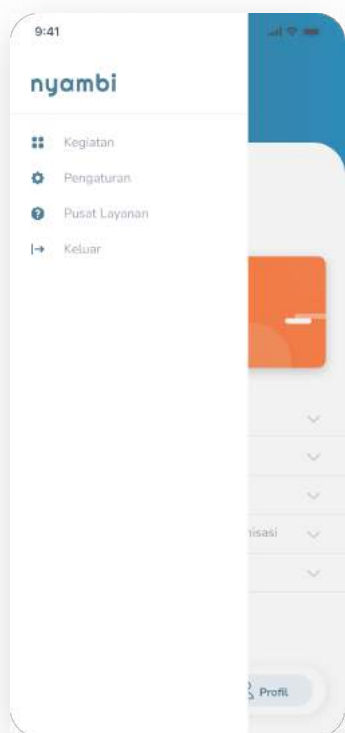 9:41
nyambi
Kegiatan
Pengaturan
Pusat Layanan
Keluar
nisasi
Profil